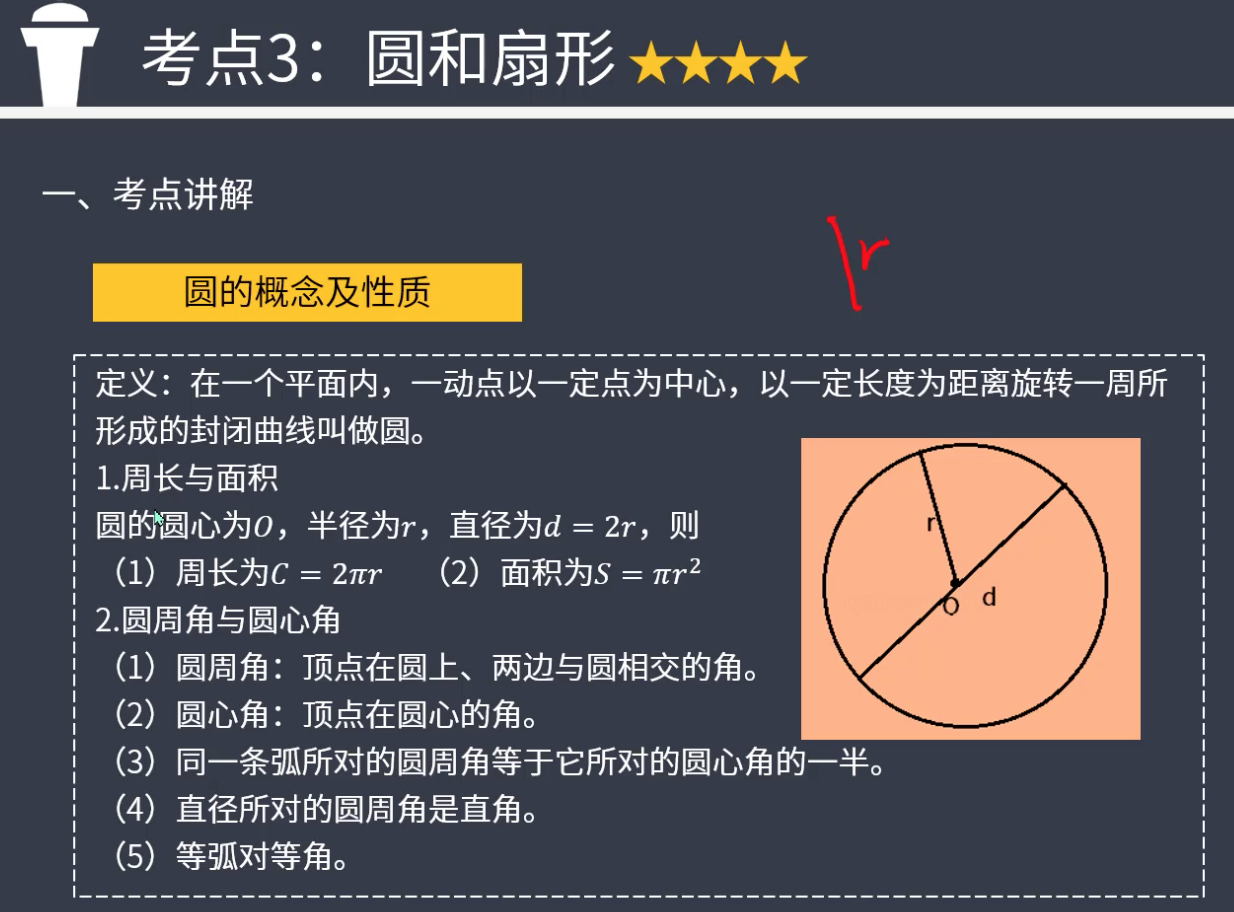 考点3：圆和扇形★★★★
一、考点讲解
r
圆的概念及性质
定义：在一个平面内，一动点以一定点为中心，以一定长度为距离旋转一周所
形成的封闭曲线叫做圆。
1.周长与面积
圆的圆心为O，半径为r，直径为d = 2r，则
（1）周长为C = 2πr （2）面积为S = πr²
2.圆周角与圆心角
（1）圆周角：顶点在圆上、两边与圆相交的角。
（2）圆心角：顶点在圆心的角。
（3）同一条弧所对的圆周角等于它所对的圆心角的一半。
（4）直径所对的圆周角是直角。
（5）等弧对等角。
r
O d